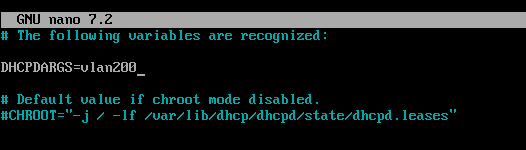 GNU nano 7.2
# The following variables are recognized:
DHCPDARGS=vlan200_
# Default value if chroot mode disabled.
#CHROOT="-j / -lf /var/lib/dhcp/dhcpd/state/dhcpd.leases"